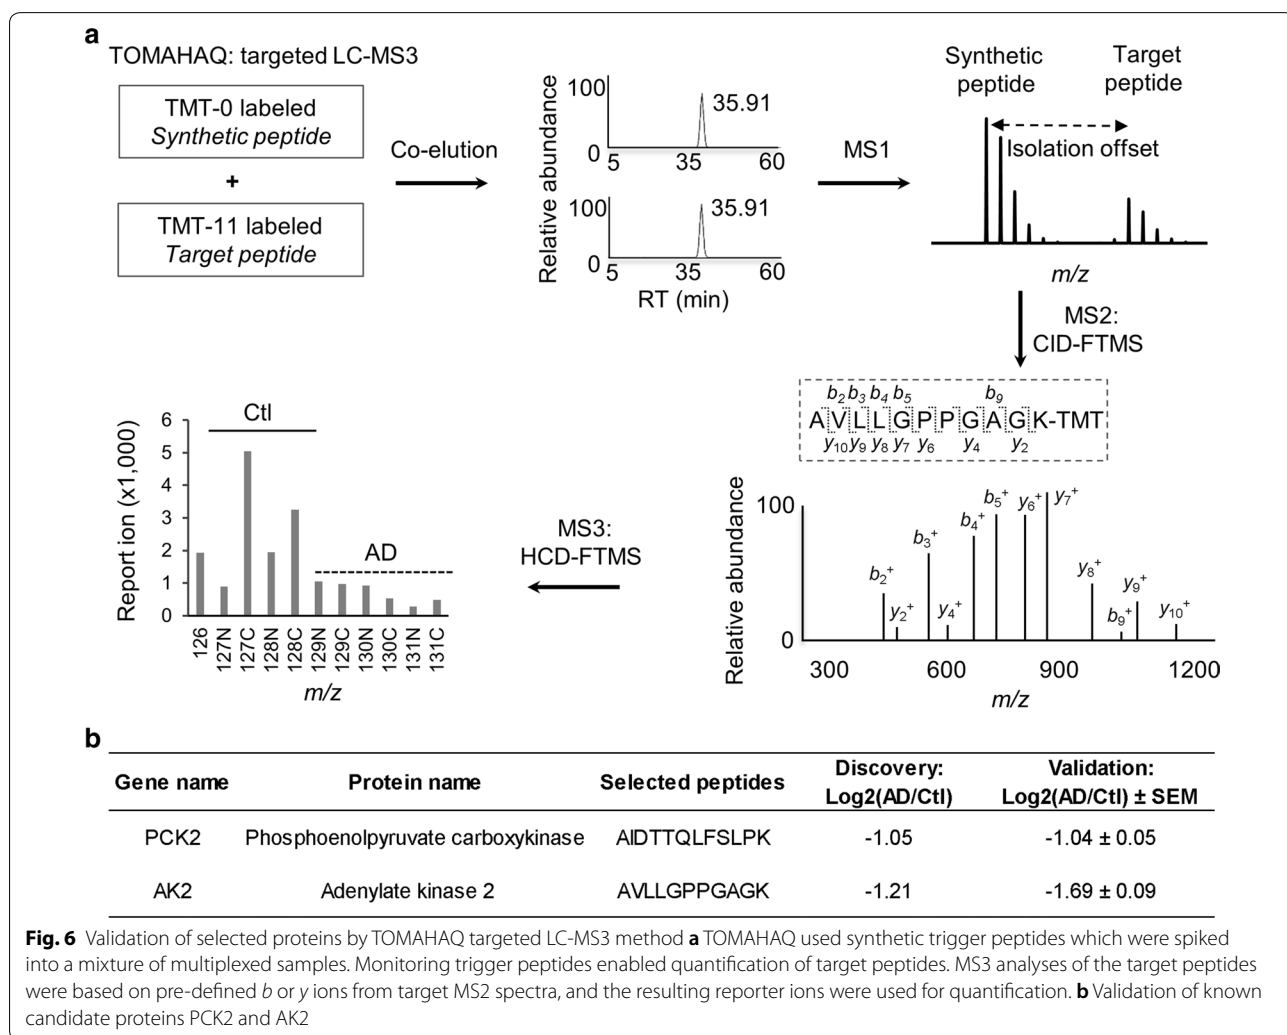 a
TOMAHAQ: targeted LC-MS3
TMT-0 labeled
Synthetic peptide
+
TMT-11 labeled
Target peptide
Co-elution
Relative abundance
100
0
35.91
5 35 60
100
0
35.91
5 35 60
RT (min)
MS1
Synthetic
peptide
Target
peptide
Isolation offset
m/z
MS2:
CID-FTMS
b2 b3 b4 b5 b9
AVLLGPPGAGK-TMT
y10 y9 y8 y7 y6 y4 y2
Relative abundance
100
0
b2+
y2+
b3+
y4+
b4+
b5+
y6+
y7+
y8+
b9+
y9+
y10+
300 600 900 1200
m/z
MS3:
HCD-FTMS
Report ion (x1,000)
6
5
4
3
2
1
0
Ctl
AD
126
127N
127C
128N
128C
129N
129C
130N
130C
131N
131C
m/z
b
Gene name Protein name Selected peptides Discovery: Log2(AD/Ctl) Validation: Log2(AD/Ctl) ± SEM
PCK2 Phosphoenolpyruvate carboxykinase AIDTTQLFSLPK -1.05 -1.04 ± 0.05
AK2 Adenylate kinase 2 AVLLGPPGAGK -1.21 -1.69 ± 0.09
Fig. 6 Validation of selected proteins by TOMAHAQ targeted LC-MS3 method a TOMAHAQ used synthetic trigger peptides which were spiked
into a mixture of multiplexed samples. Monitoring trigger peptides enabled quantification of target peptides. MS3 analyses of the target peptides
were based on pre-defined b or y ions from target MS2 spectra, and the resulting reporter ions were used for quantification. b Validation of known
candidate proteins PCK2 and AK2